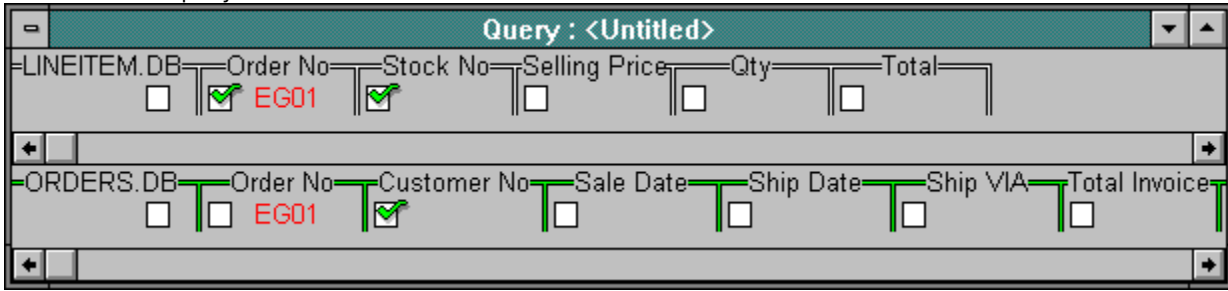 Query : <Untitled>
LINEITEM.DB Order No Stock No Selling Price Qty Total
EG01
ORDERS.DB Order No Customer No Sale Date Ship Date Ship VIA Total Invoice
EG01